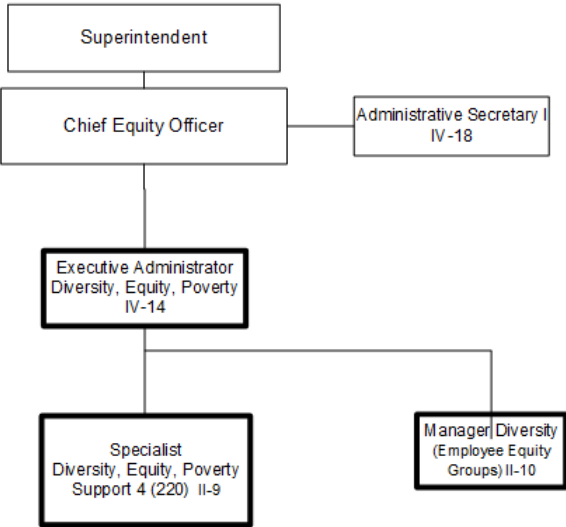 Superintendent
Chief Equity Officer
Administrative Secretary I
IV-18
Executive Administrator
Diversity, Equity, Poverty
IV-14
Specialist
Diversity, Equity, Poverty
Support 4 (220) II-9
Manager Diversity
(Employee Equity
Groups) II-10